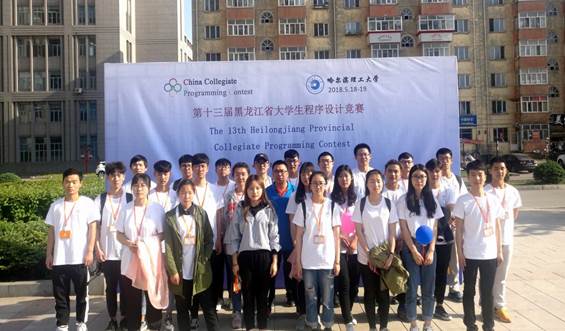 China Collegiate
Programming Contest
哈尔滨理工大学
2018.5.18-19
第十三届黑龙江省大学生程序设计竞赛
The 13th Heilongjiang Provincial
Collegiate Programming Contest